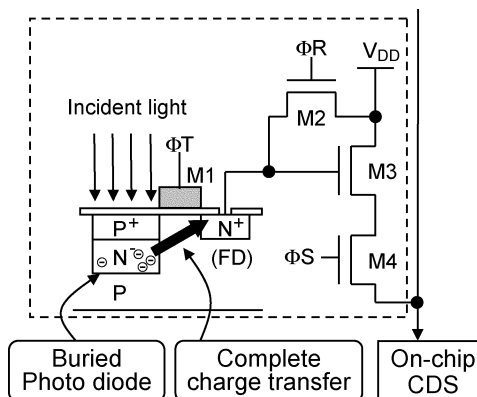 ΦR
V_DD
Incident light
M2
ΦT
M1
M3
P⁺
N⁺
N⁻
(FD)
ΦS
M4
P
Buried
Photo diode
Complete
charge transfer
On-chip
CDS